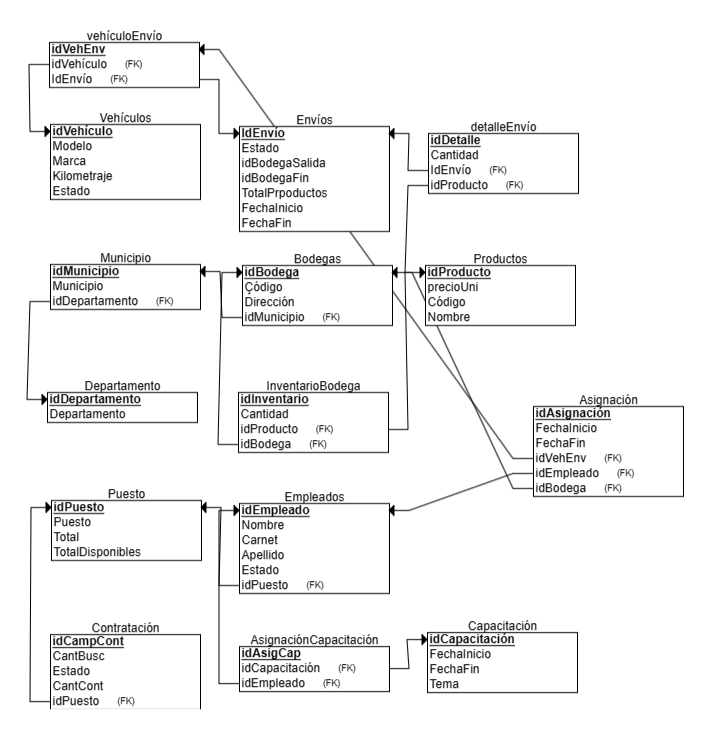 vehículoEnvío
idVehEnv
idVehículo (FK)
IdEnvío (FK)
Vehículos
idVehículo
Modelo
Marca
Kilometraje
Estado
Envíos
IdEnvío
Estado
idBodegaSalida
idBodegaFin
TotalPrpoductos
FechaInicio
FechaFin
detalleEnvío
idDetalle
Cantidad
IdEnvío (FK)
idProducto (FK)
Municipio
idMunicipio
Municipio
idDepartamento (FK)
Bodegas
idBodega
Çódigo
Dirección
idMunicipio (FK)
Productos
idProducto
precioUni
Código
Nombre
Departamento
idDepartamento
Departamento
InventarioBodega
idInventario
Cantidad
idProducto (FK)
idBodega (FK)
Asignación
idAsignación
FechaInicio
FechaFin
idVehEnv (FK)
idEmpleado (FK)
idBodega (FK)
Puesto
idPuesto
Puesto
Total
TotalDisponibles
Empleados
idEmpleado
Nombre
Carnet
Apellido
Estado
idPuesto (FK)
Contratación
idCampCont
CantBusc
Estado
CantCont
idPuesto (FK)
AsignaciónCapacitación
idAsigCap
idCapacitación (FK)
idEmpleado (FK)
Capacitación
idCapacitación
FechaInicio
FechaFin
Tema